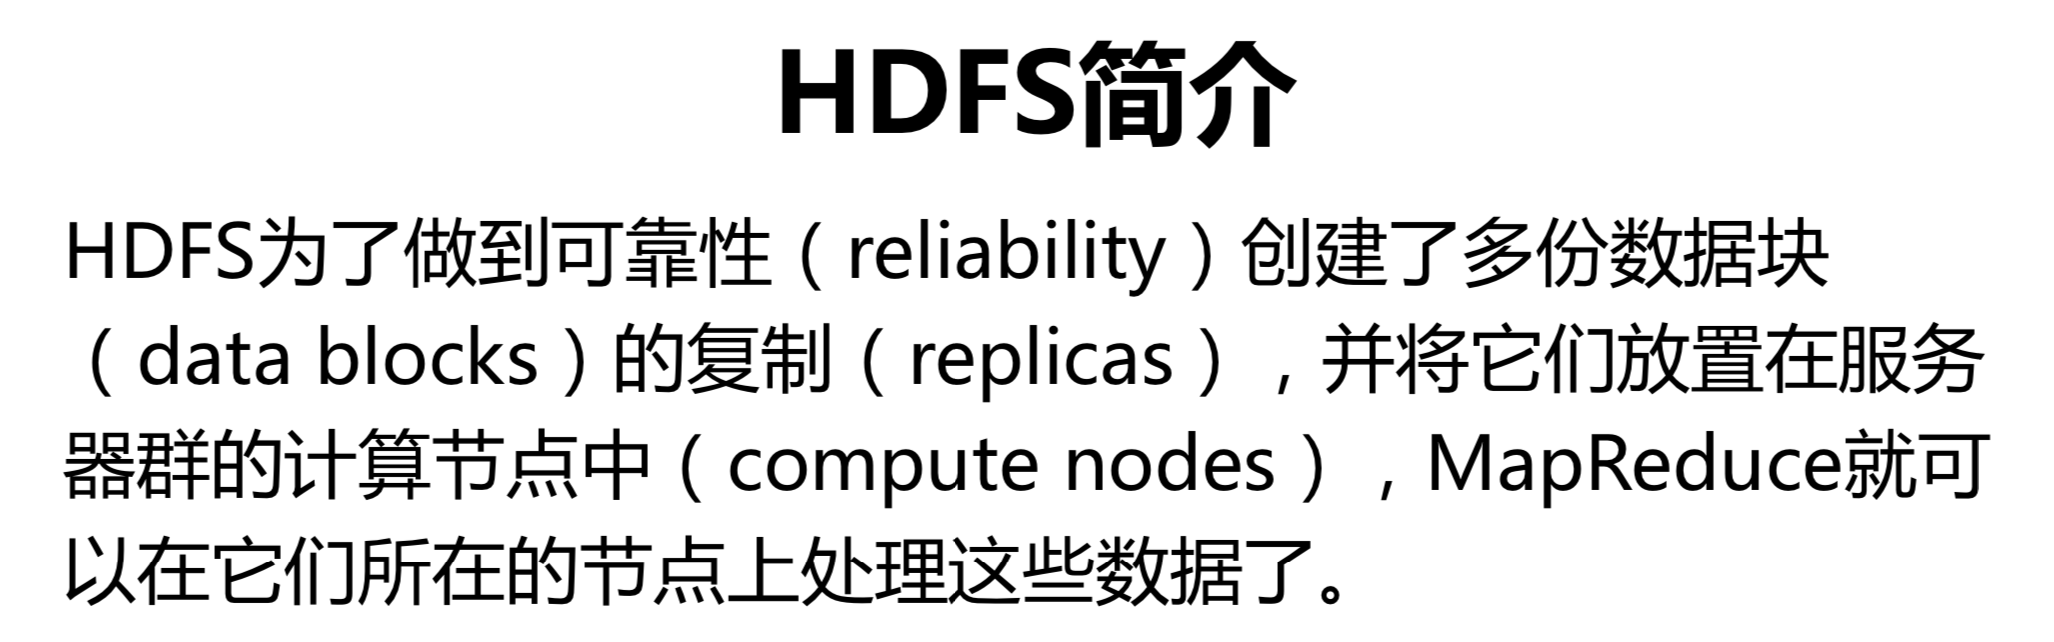 HDFS简介
HDFS为了做到可靠性（reliability）创建了多份数据块
（data blocks）的复制（replicas），并将它们放置在服务
器群的计算节点中（compute nodes），MapReduce就可
以在它们所在的节点上处理这些数据了。